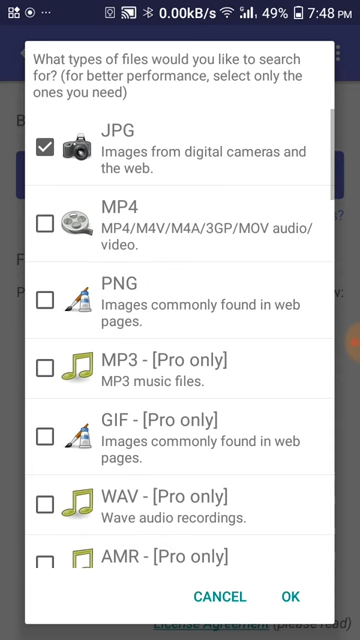 0.00kB/s 49% 7:48 PM
What types of files would you like to search
for? (for better performance, select only the
ones you need)
JPG
Images from digital cameras and
the web.
MP4
MP4/M4V/M4A/3GP/MOV audio/
video.
PNG
Images commonly found in web
pages.
MP3 - [Pro only]
MP3 music files.
GIF - [Pro only]
Images commonly found in web
pages.
WAV - [Pro only]
Wave audio recordings.
AMR - [Pro only]
CANCEL OK
License Agreement (please read)